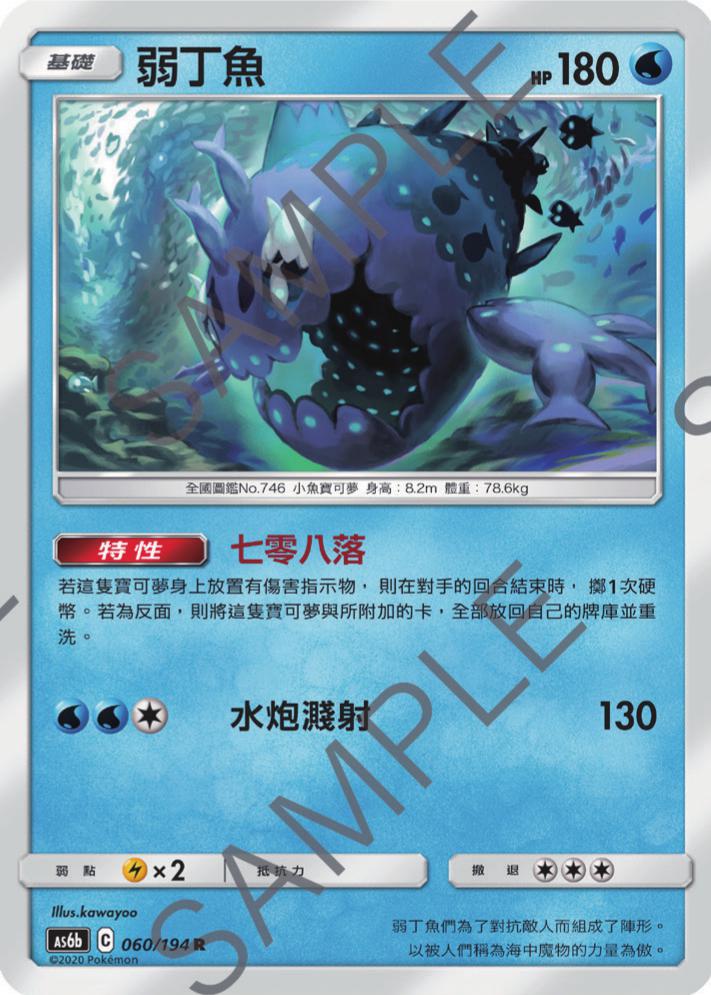 基礎 弱丁魚 HP 180
全國圖鑑No.746 小魚寶可夢 身高：8.2m 體重：78.6kg
特性 七零八落
若這隻寶可夢身上放置有傷害指示物，則在對手的回合結束時，擲1次硬
幣。若為反面，則將這隻寶可夢與所附加的卡，全部放回自己的牌庫並重
洗。
水炮濺射 130
弱點 ×2 抵抗力 撤退
Illus.kawayoo
弱丁魚們為了對抗敵人而組成了陣形。
AS6b C 060/194 R
以被人們稱為海中魔物的力量為傲。
©2020 Pokémon
SAMPLE
SAMPLE